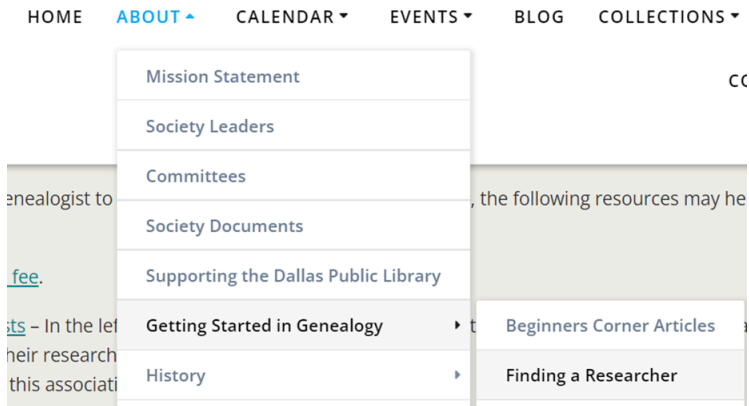 HOME ABOUT CALENDAR EVENTS BLOG COLLECTIONS
Mission Statement
Society Leaders
Committees
Society Documents
Supporting the Dallas Public Library
Getting Started in Genealogy
History
Beginners Corner Articles
Finding a Researcher
genealogist to
, the following resources may he
fee.
sts – In the lef
heir research
this associati